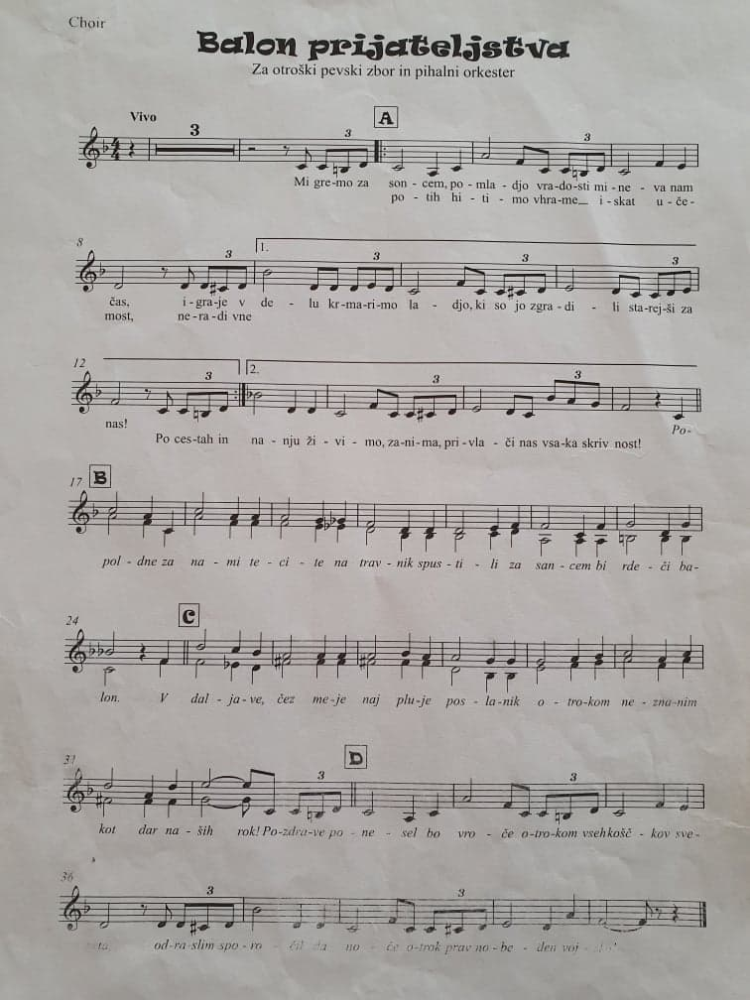 Choir
Balon prijateljstva
Za otroški pevski zbor in pihalni orkester
Vivo
3
3
A
3
Mi gre-mo za son - cem, po - mla - djo vra-dosti mi - ne - va nam
po - tih hi - ti - mo vhrame i - skat u - če -
8
1.
3
3
3
3
čas, i - gra-je v de - lu kr-ma-ri-mo la - djo, ki so jo zgra - di - li sta-rej-ši za
most, ne - ra - di vne
12
2.
3
3
3
nas! Po-
Po ces-tah in na - nju ži - vi - mo, za-ni-ma, pri-vla - či nas vsa-ka skriv nost!
17
B
pol - dne za na - mi te - ci - te na trav - nik spus - ti - li za san - cem bi rde - či ba-
24
C
lon. V dal - ja - ve, čez me-je naj plu-je pos - la-nik o - tro-kom ne - zna-nim
31
D
3
3
kot dar na - ših rok! Po-zdra-ve po - ne - sel bo vro - če o-tro-kom vsehkošč - kov sve-
36
3
3
od-ra-slim spo - ro - čil da no - če o-trok prav no - be - den voj -